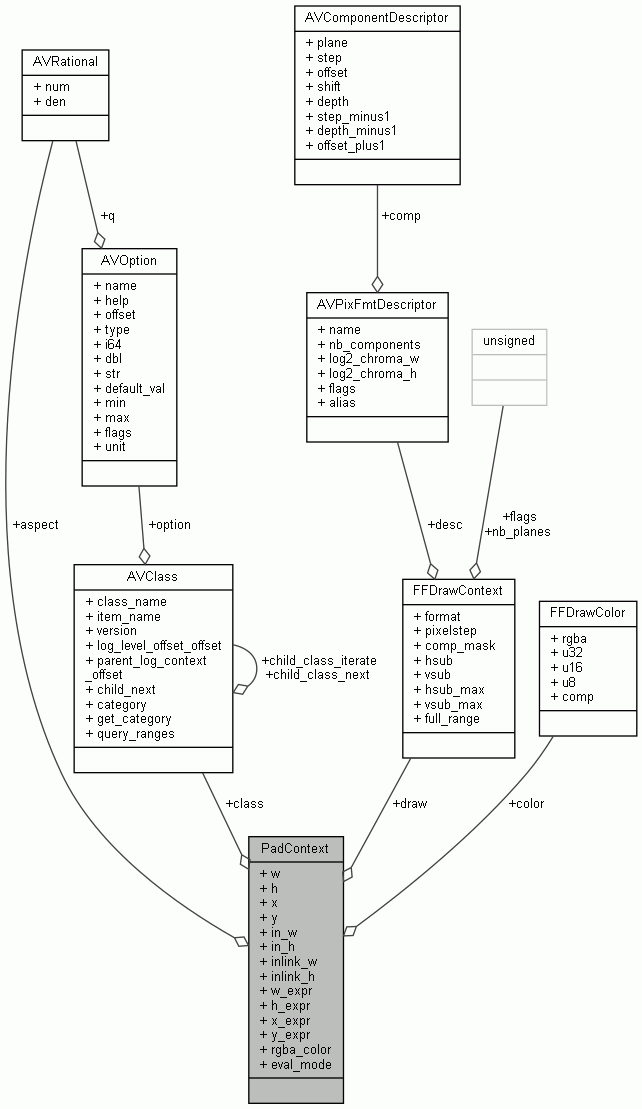 AVComponentDescriptor
+ plane
+ step
+ offset
+ shift
+ depth
+ step_minus1
+ depth_minus1
+ offset_plus1
AVRational
+ num
+ den
+q
+comp
AVOption
+ name
+ help
+ offset
+ type
+ i64
+ dbl
+ str
+ default_val
+ min
+ max
+ flags
+ unit
AVPixFmtDescriptor
+ name
+ nb_components
+ log2_chroma_w
+ log2_chroma_h
+ flags
+ alias
unsigned
+aspect
+option
+desc
+flags
+nb_planes
AVClass
+ class_name
+ item_name
+ version
+ log_level_offset_offset
+ parent_log_context
_offset
+ child_next
+ category
+ get_category
+ query_ranges
+child_class_iterate
+child_class_next
FFDrawContext
+ format
+ pixelstep
+ comp_mask
+ hsub
+ vsub
+ hsub_max
+ vsub_max
+ full_range
FFDrawColor
+ rgba
+ u32
+ u16
+ u8
+ comp
+class
+draw
+color
PadContext
+ w
+ h
+ x
+ y
+ in_w
+ in_h
+ inlink_w
+ inlink_h
+ w_expr
+ h_expr
+ x_expr
+ y_expr
+ rgba_color
+ eval_mode